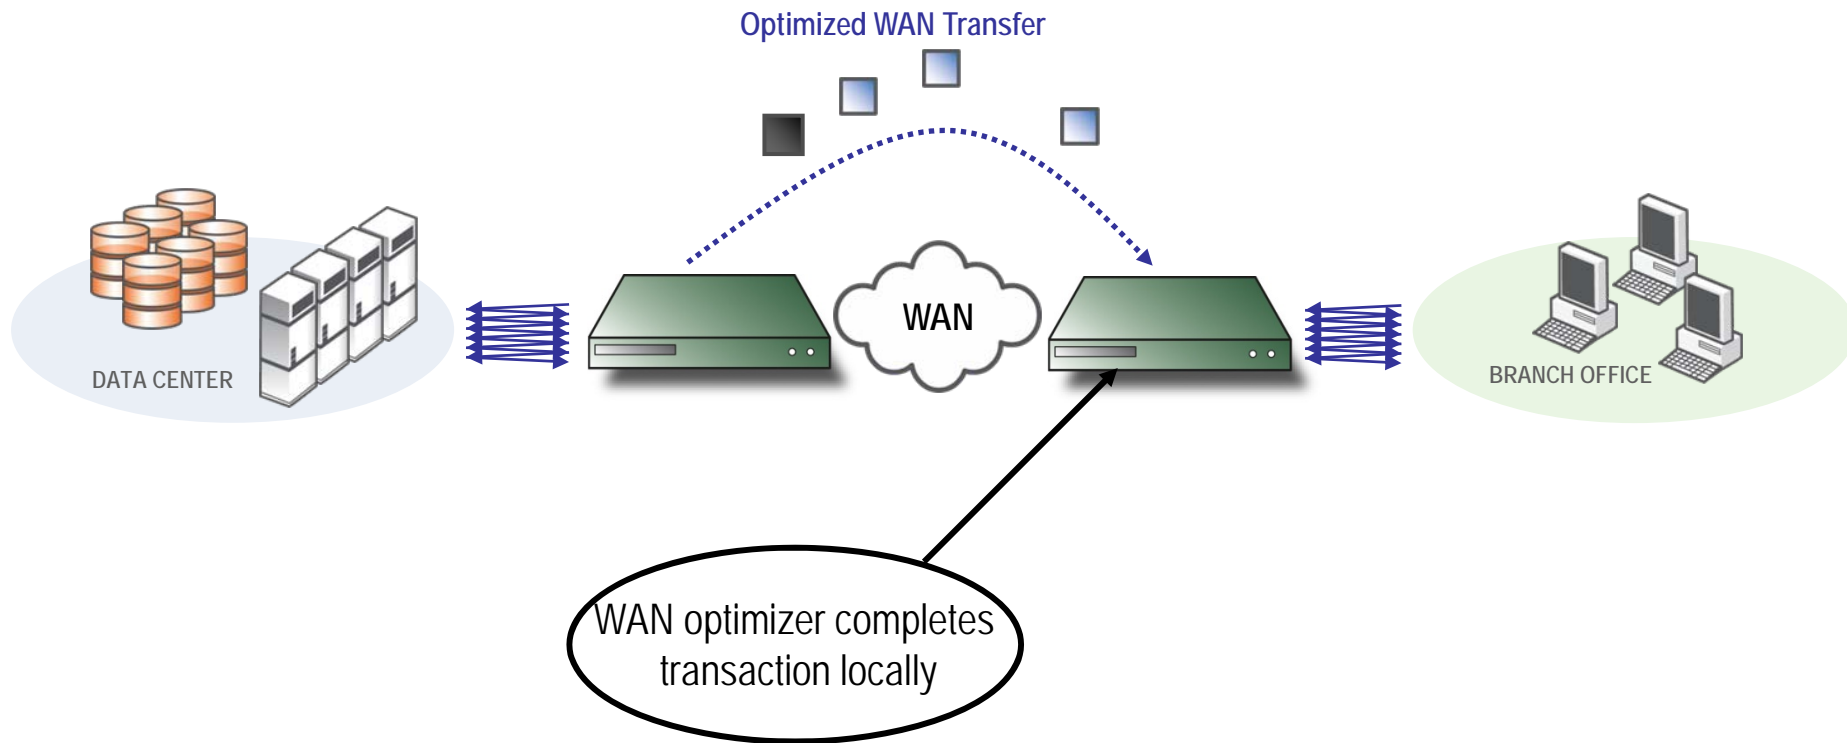 Optimized WAN Transfer
WAN
DATA CENTER
BRANCH OFFICE
WAN optimizer completes
transaction locally